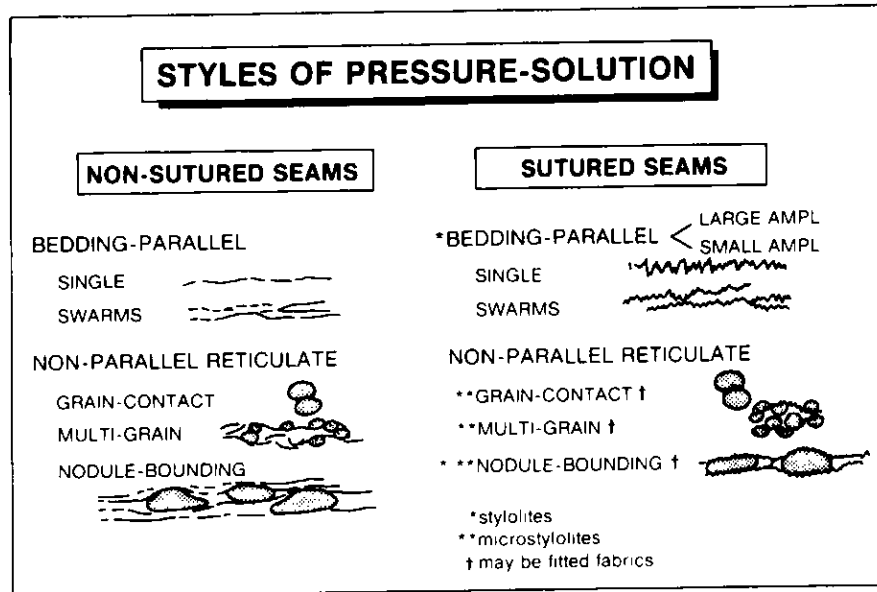 STYLES OF PRESSURE-SOLUTION
NON-SUTURED SEAMS
BEDDING-PARALLEL
SINGLE
SWARMS
NON-PARALLEL RETICULATE
GRAIN-CONTACT
MULTI-GRAIN
NODULE-BOUNDING
SUTURED SEAMS
*BEDDING-PARALLEL < LARGE AMPL
SMALL AMPL
SINGLE
SWARMS
NON-PARALLEL RETICULATE
**GRAIN-CONTACT †
**MULTI-GRAIN †
* **NODULE-BOUNDING †
*stylolites
**microstylolites
† may be fitted fabrics